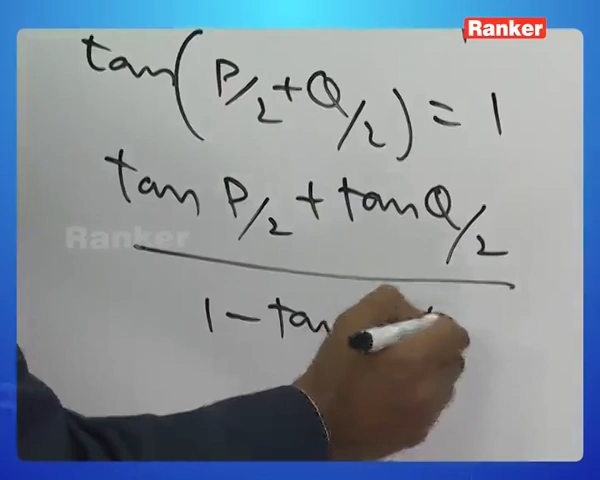 Ranker
tan(P/2+Q/2)=1
tan P/2 + tan Q/2
Ranker
1 - tan